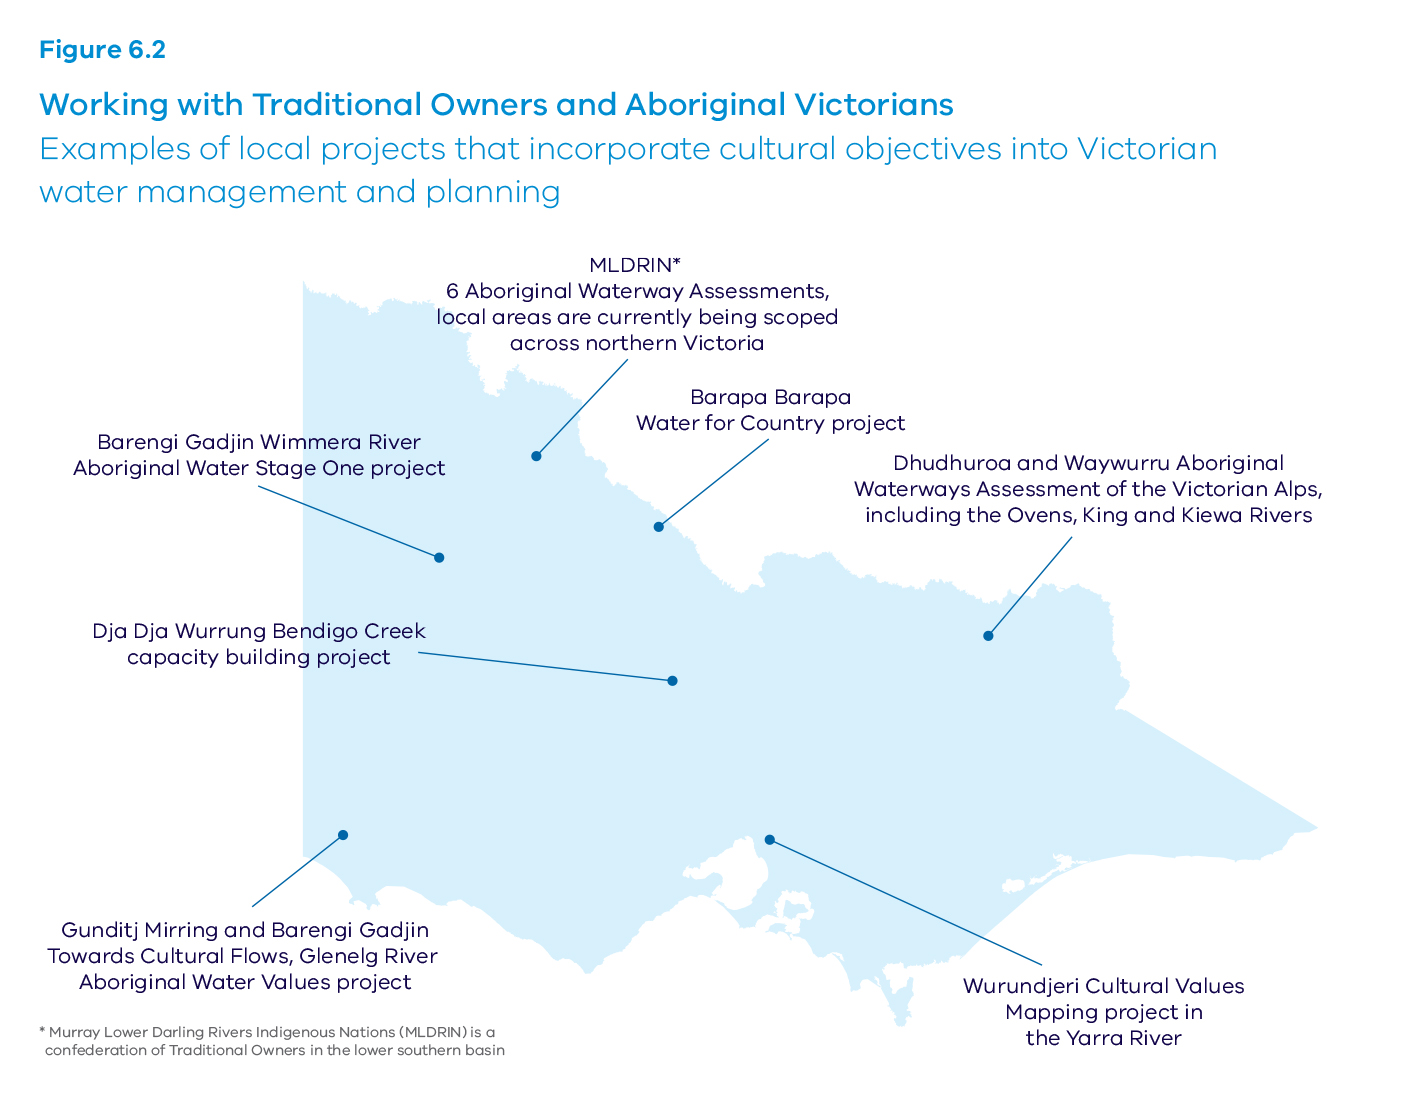 Figure 6.2
Working with Traditional Owners and Aboriginal Victorians
Examples of local projects that incorporate cultural objectives into Victorian
water management and planning
MLDRIN*
6 Aboriginal Waterway Assessments,
local areas are currently being scoped
across northern Victoria
Barapa Barapa
Water for Country project
Barengi Gadjin Wimmera River
Aboriginal Water Stage One project
Dhudhuroa and Waywurru Aboriginal
Waterways Assessment of the Victorian Alps,
including the Ovens, King and Kiewa Rivers
Dja Dja Wurrung Bendigo Creek
capacity building project
Gunditj Mirring and Barengi Gadjin
Towards Cultural Flows, Glenelg River
Aboriginal Water Values project
Wurundjeri Cultural Values
Mapping project in
the Yarra River
* Murray Lower Darling Rivers Indigenous Nations (MLDRIN) is a
confederation of Traditional Owners in the lower southern basin